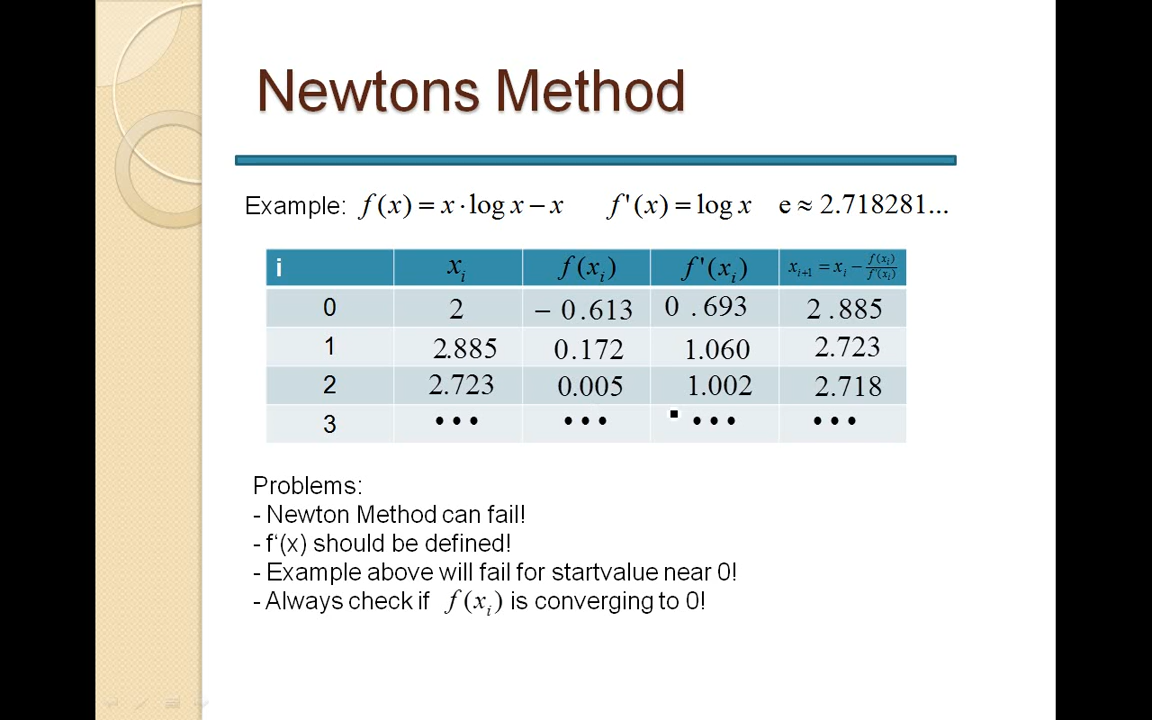 Newtons Method
Example: f(x) = x · log x − x f'(x) = log x e ≈ 2.718281...
i x_i f(x_i) f'(x_i) x_{i+1} = x_i − f(x_i)/f'(x_i)
0 2 − 0.613 0 . 693 2 . 885
1 2.885 0.172 1.060 2.723
2 2.723 0.005 1.002 2.718
3 • • • • • • • • • • • •
Problems:
- Newton Method can fail!
- f‘(x) should be defined!
- Example above will fail for startvalue near 0!
- Always check if f(x_i) is converging to 0!